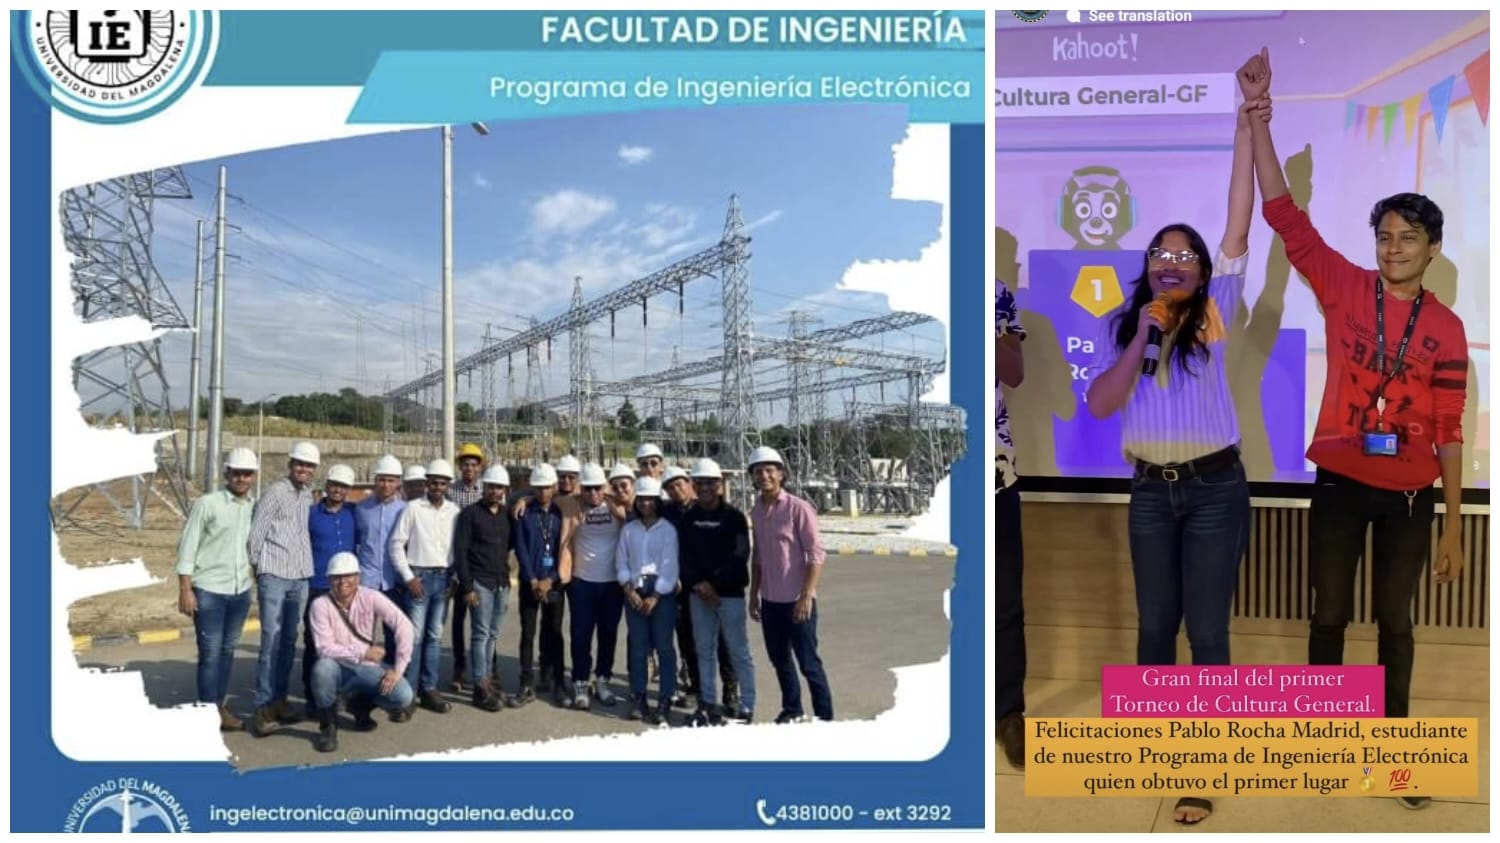 IE
UNIVERSIDAD DEL MAGDALENA
FACULTAD DE INGENIERÍA
Programa de Ingeniería Electrónica
UNIVERSIDAD DEL MAGDALENA
ingelectronica@unimagdalena.edu.co
4381000 - ext 3292
See translation
Kahoot!
Cultura General-GF
1
Pa
Ro
BACK
Gran final del primer
Torneo de Cultura General.
Felicitaciones Pablo Rocha Madrid, estudiante
de nuestro Programa de Ingeniería Electrónica
quien obtuvo el primer lugar 🥇 💯.